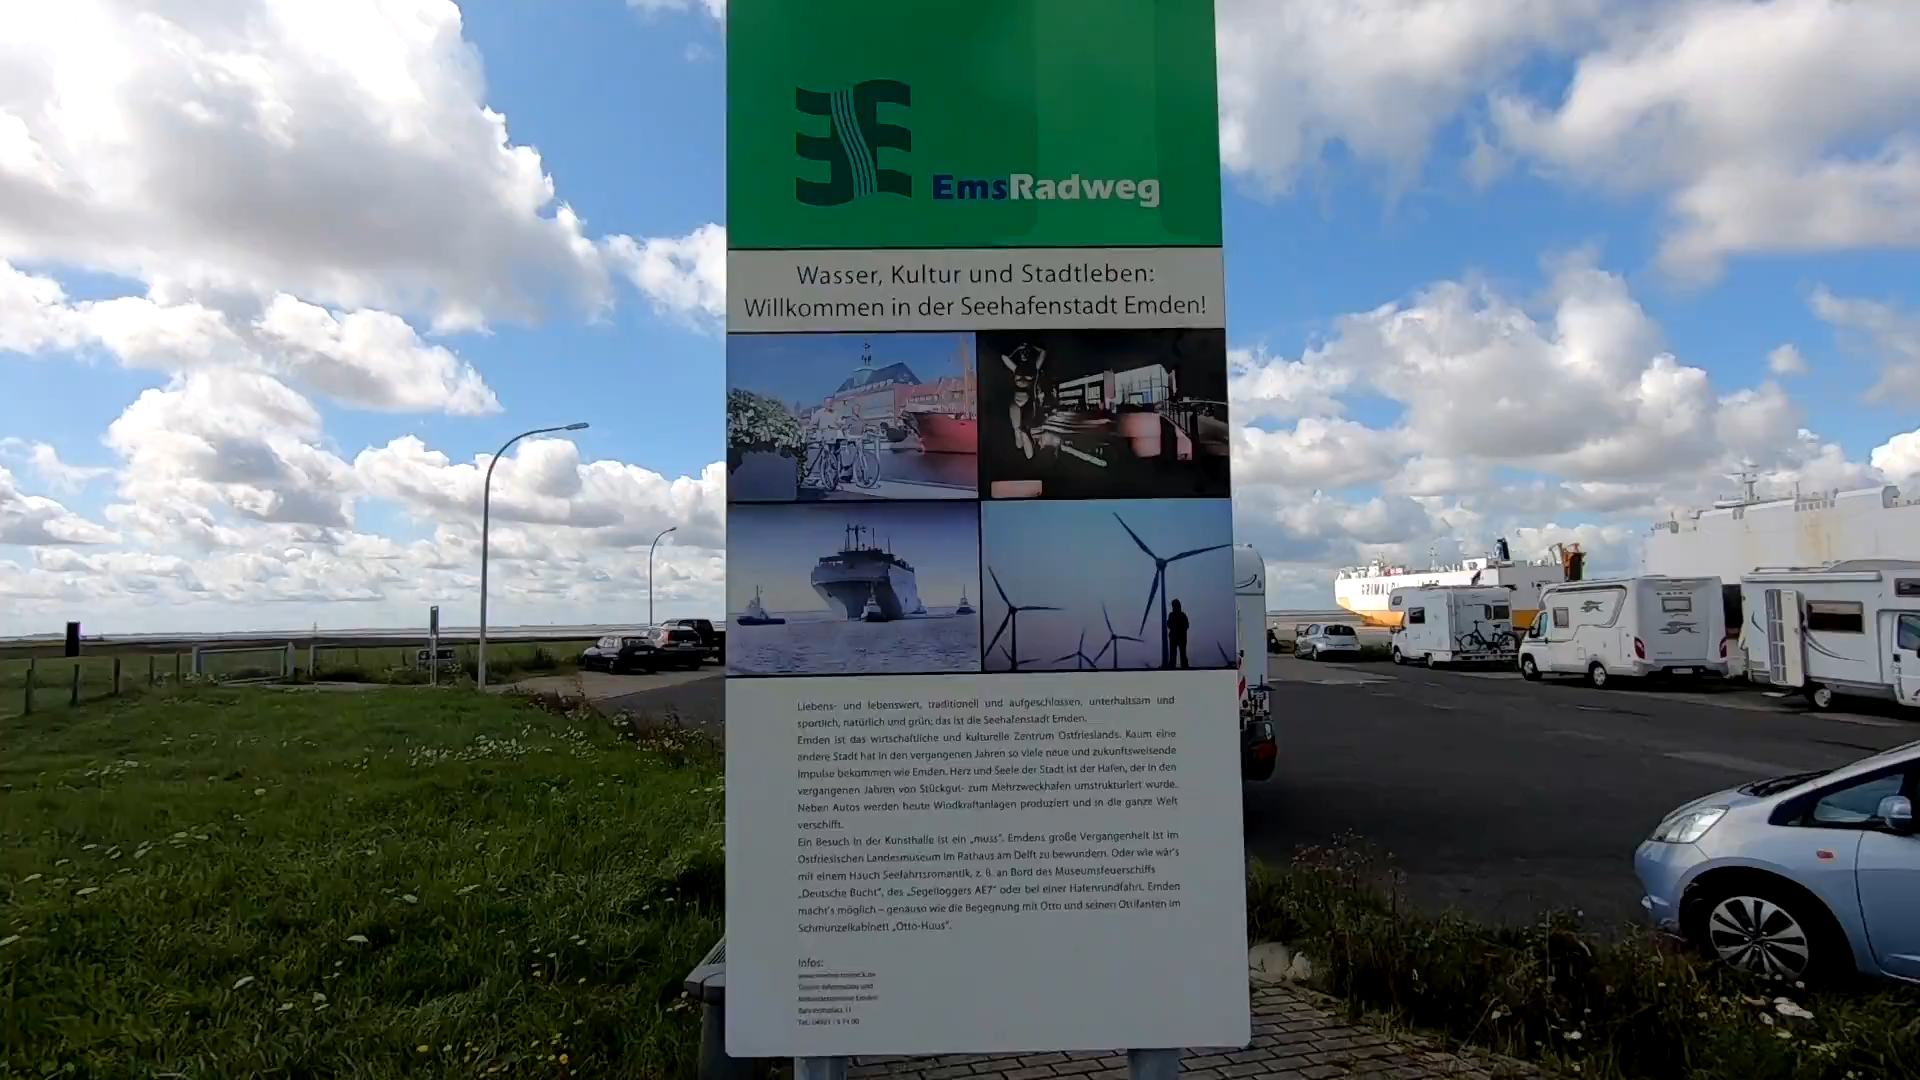 EmsRadweg
Wasser, Kultur und Stadtleben:
Willkommen in der Seehafenstadt Emden!
GRIMALDI
Liebens- und lebenswert, traditionell und aufgeschlossen, unterhaltsam und
sportlich, natürlich und grün; das ist die Seehafenstadt Emden.
Emden ist das wirtschaftliche und kulturelle Zentrum Ostfrieslands. Kaum eine
andere Stadt hat in den vergangenen Jahren so viele neue und zukunftsweisende
Impulse bekommen wie Emden. Herz und Seele der Stadt ist der Hafen, der in den
vergangenen Jahren von Stückgut- zum Mehrzweckhafen umstrukturiert wurde.
Neben Autos werden heute Windkraftanlagen produziert und in die ganze Welt
verschifft.
Ein Besuch in der Kunsthalle ist ein „muss“. Emdens große Vergangenheit ist im
Ostfriesischen Landesmuseum im Rathaus am Delft zu bewundern. Oder wie wär's
mit einem Hauch Seefahrtsromantik, z. B. an Bord des Museumsfeuerschiffs
„Deutsche Bucht“, des „Segelloggers AE7“ oder bei einer Hafenrundfahrt. Emden
macht's möglich – genauso wie die Begegnung mit Otto und seinen Ottifanten im
Schmunzelkabinett „Otto-Huus“.
Infos: